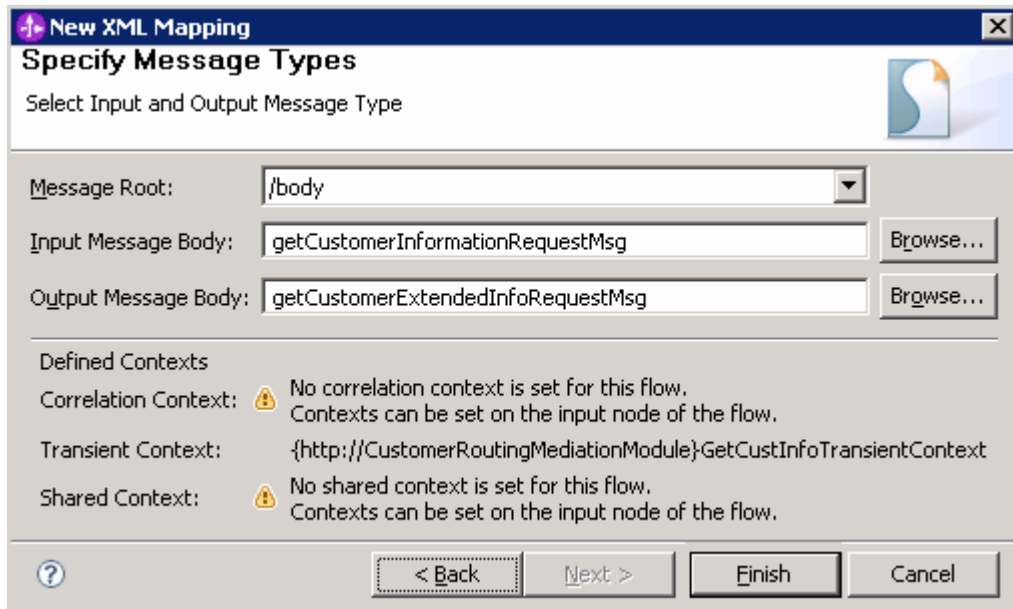 New XML Mapping
Specify Message Types
Select Input and Output Message Type
Message Root: /body
Input Message Body: getCustomerInformationRequestMsg Browse...
Output Message Body: getCustomerExtendedInfoRequestMsg Browse...
Defined Contexts
Correlation Context: No correlation context is set for this flow.
Contexts can be set on the input node of the flow.
Transient Context: {http://CustomerRoutingMediationModule}GetCustInfoTransientContext
Shared Context: No shared context is set for this flow.
Contexts can be set on the input node of the flow.
? < Back Next > Finish Cancel